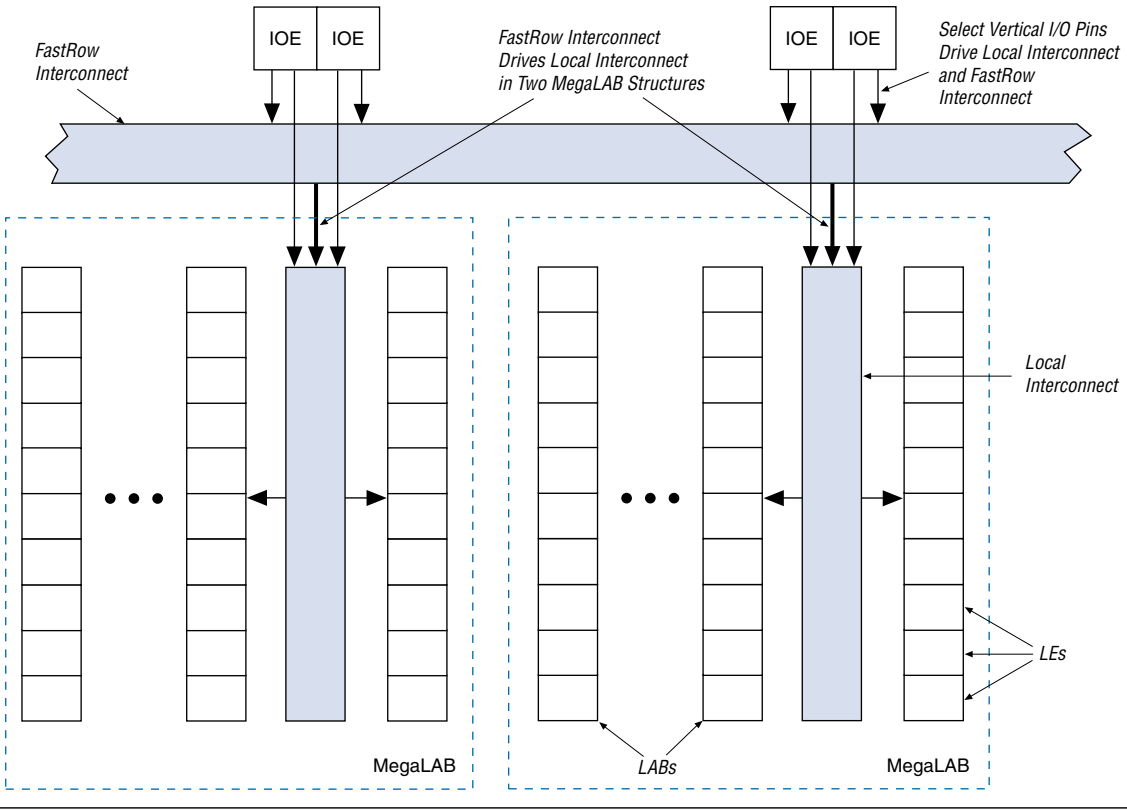 FastRow
Interconnect
IOE
IOE
FastRow Interconnect
Drives Local Interconnect
in Two MegaLAB Structures
IOE
IOE
Select Vertical I/O Pins
Drive Local Interconnect
and FastRow
Interconnect
Local
Interconnect
LEs
MegaLAB
LABs
MegaLAB